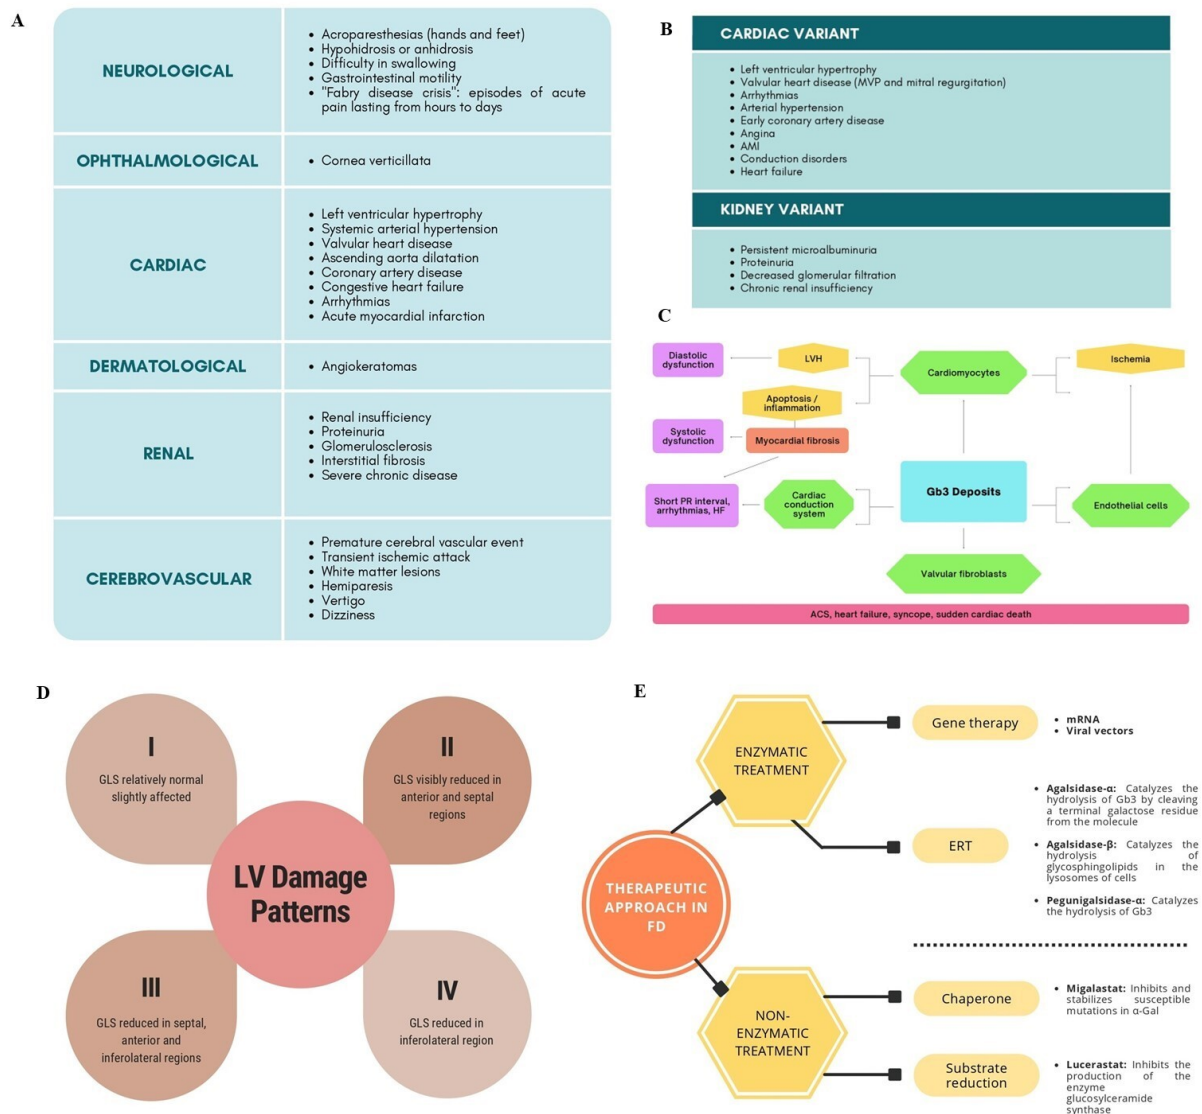 A
NEUROLOGICAL
• Acroparesthesias (hands and feet)
• Hypohidrosis or anhidrosis
• Difficulty in swallowing
• Gastrointestinal motility
• "Fabry disease crisis": episodes of acute
pain lasting from hours to days
OPHTHALMOLOGICAL
• Cornea verticillata
CARDIAC
• Left ventricular hypertrophy
• Systemic arterial hypertension
• Valvular heart disease
• Ascending aorta dilatation
• Coronary artery disease
• Congestive heart failure
• Arrhythmias
• Acute myocardial infarction
DERMATOLOGICAL
• Angiokeratomas
RENAL
• Renal insufficiency
• Proteinuria
• Glomerulosclerosis
• Interstitial fibrosis
• Severe chronic disease
CEREBROVASCULAR
• Premature cerebral vascular event
• Transient ischemic attack
• White matter lesions
• Hemiparesis
• Vertigo
• Dizziness
B
CARDIAC VARIANT
• Left ventricular hypertrophy
• Valvular heart disease (MVP and mitral regurgitation)
• Arrhythmias
• Arterial hypertension
• Early coronary artery disease
• Angina
• AMI
• Conduction disorders
• Heart failure
KIDNEY VARIANT
• Persistent microalbuminuria
• Proteinuria
• Decreased glomerular filtration
• Chronic renal insufficiency
C
Diastolic
dysfunction
LVH
Cardiomyocytes
Ischemia
Apoptosis /
inflammation
Systolic
dysfunction
Myocardial fibrosis
Short PR interval,
arrhythmias, HF
Cardiac
conduction
system
Gb3 Deposits
Endothelial cells
Valvular fibroblasts
ACS, heart failure, syncope, sudden cardiac death
D
I
GLS relatively normal
slightly affected
II
GLS visibly reduced in
anterior and septal
regions
LV Damage
Patterns
III
GLS reduced in septal,
anterior and
inferolateral regions
IV
GLS reduced in
inferolateral region
E
THERAPEUTIC
APPROACH IN
FD
ENZYMATIC
TREATMENT
Gene therapy
• mRNA
• Viral vectors
ERT
• Agalsidase-α: Catalyzes the
hydrolysis of Gb3 by cleaving
a terminal galactose residue
from the molecule
• Agalsidase-β: Catalyzes the
hydrolysis of
glycosphingolipids in the
lysosomes of cells
• Pegunigalsidase-α: Catalyzes
the hydrolysis of Gb3
NON-
ENZYMATIC
TREATMENT
Chaperone
• Migalastat: Inhibits and
stabilizes susceptible
mutations in α-Gal
Substrate
reduction
• Lucerastat: Inhibits the
production of the
enzyme
glucosylceramide
synthase